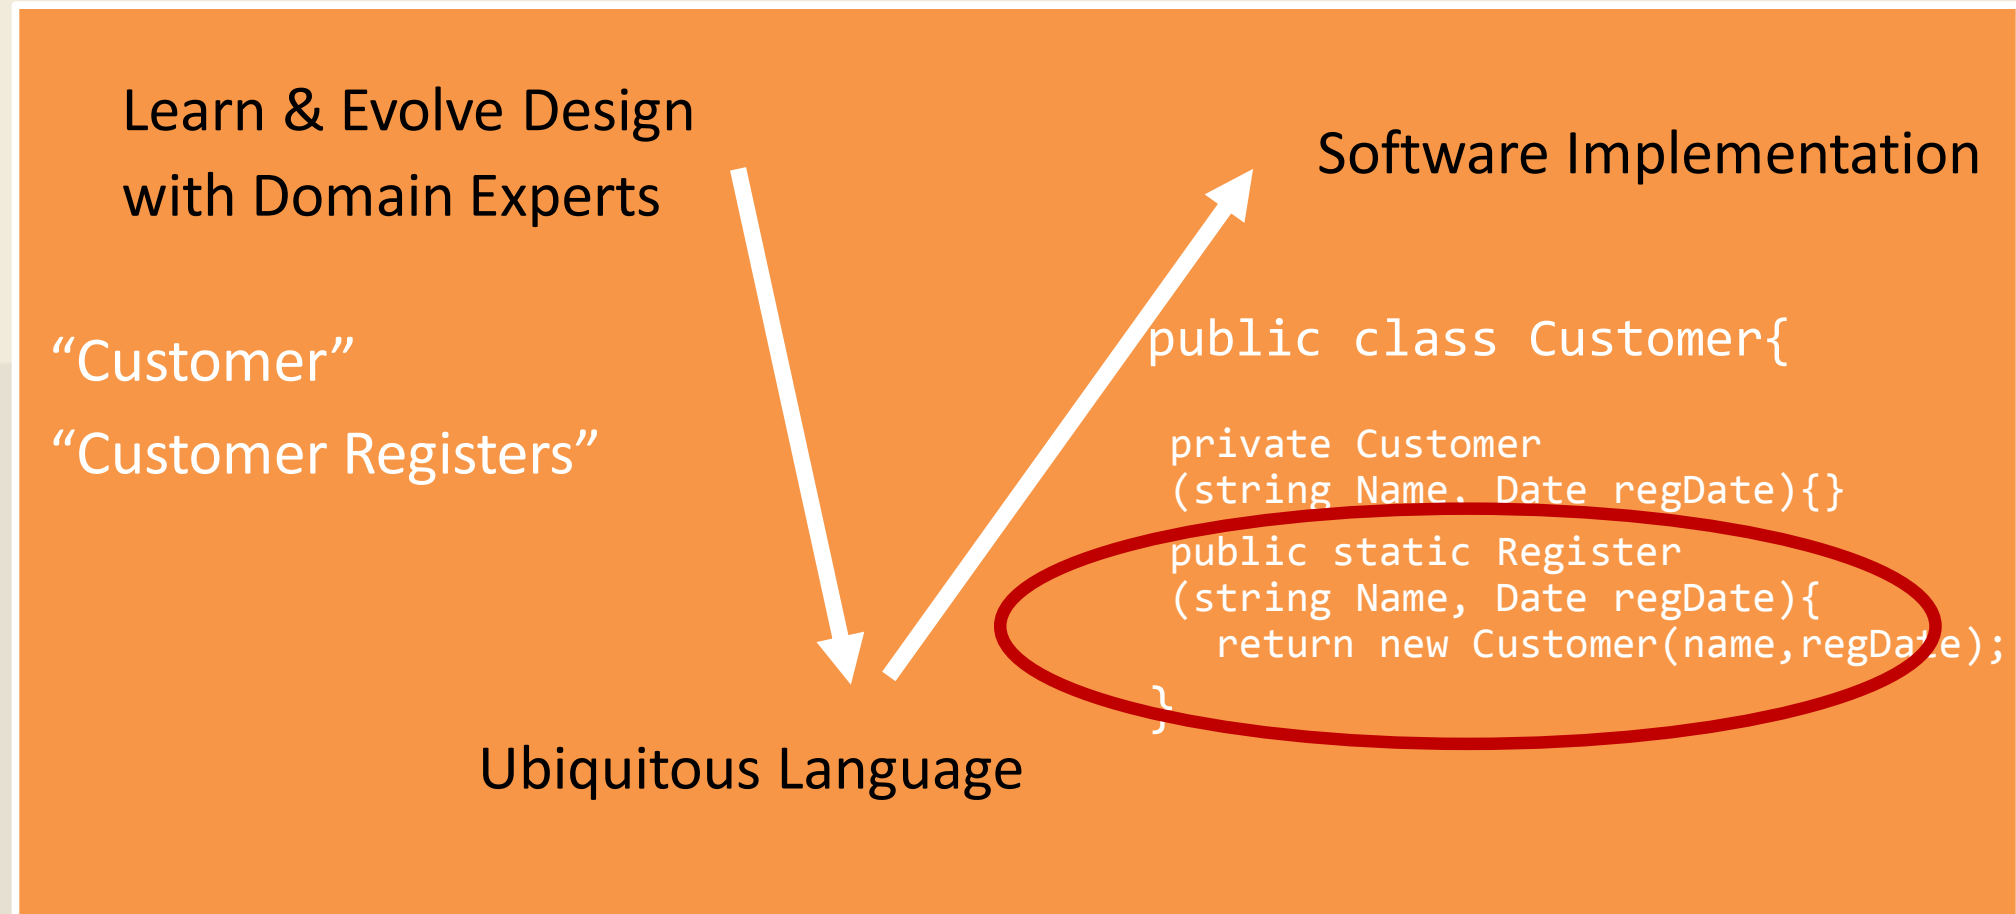 Learn & Evolve Design
with Domain Experts
“Customer”
“Customer Registers”
Ubiquitous Language
Software Implementation
public class Customer{
private Customer
(string Name, Date regDate){}
public static Register
(string Name, Date regDate){
return new Customer(name,regDate);
}